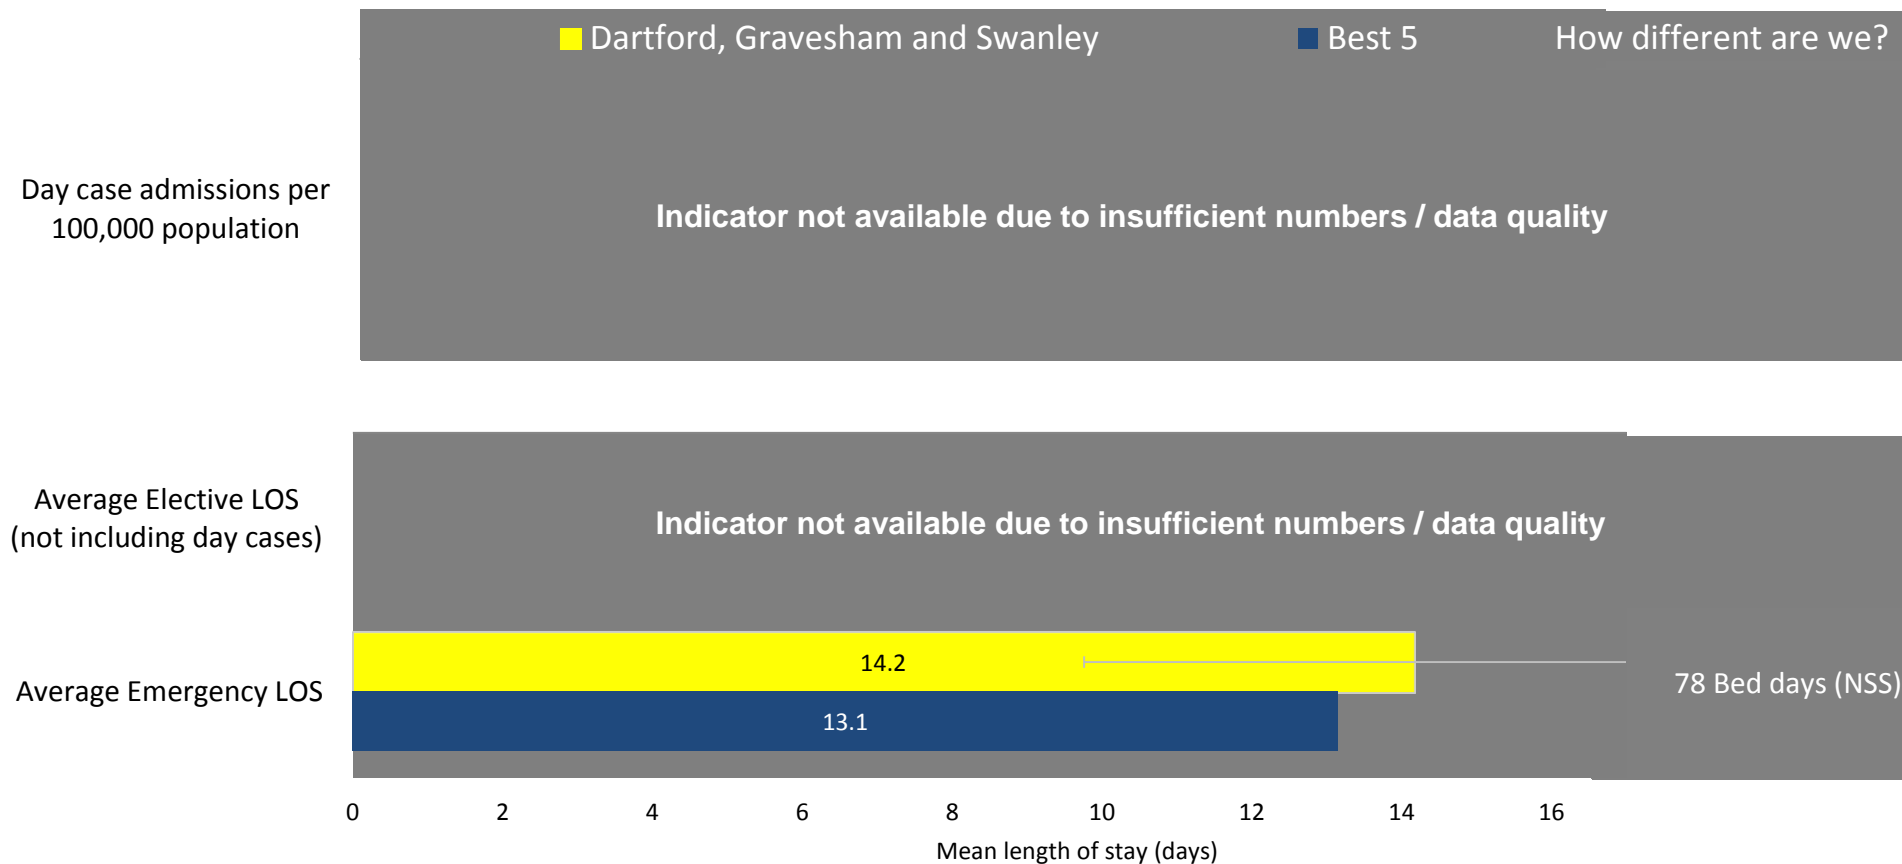 Dartford, Gravesham and Swanley
Best 5
How different are we?
Day case admissions per
100,000 population
Indicator not available due to insufficient numbers / data quality
Average Elective LOS
(not including day cases)
Indicator not available due to insufficient numbers / data quality
Average Emergency LOS
14.2
13.1
78 Bed days (NSS)
0 2 4 6 8 10 12 14 16
Mean length of stay (days)